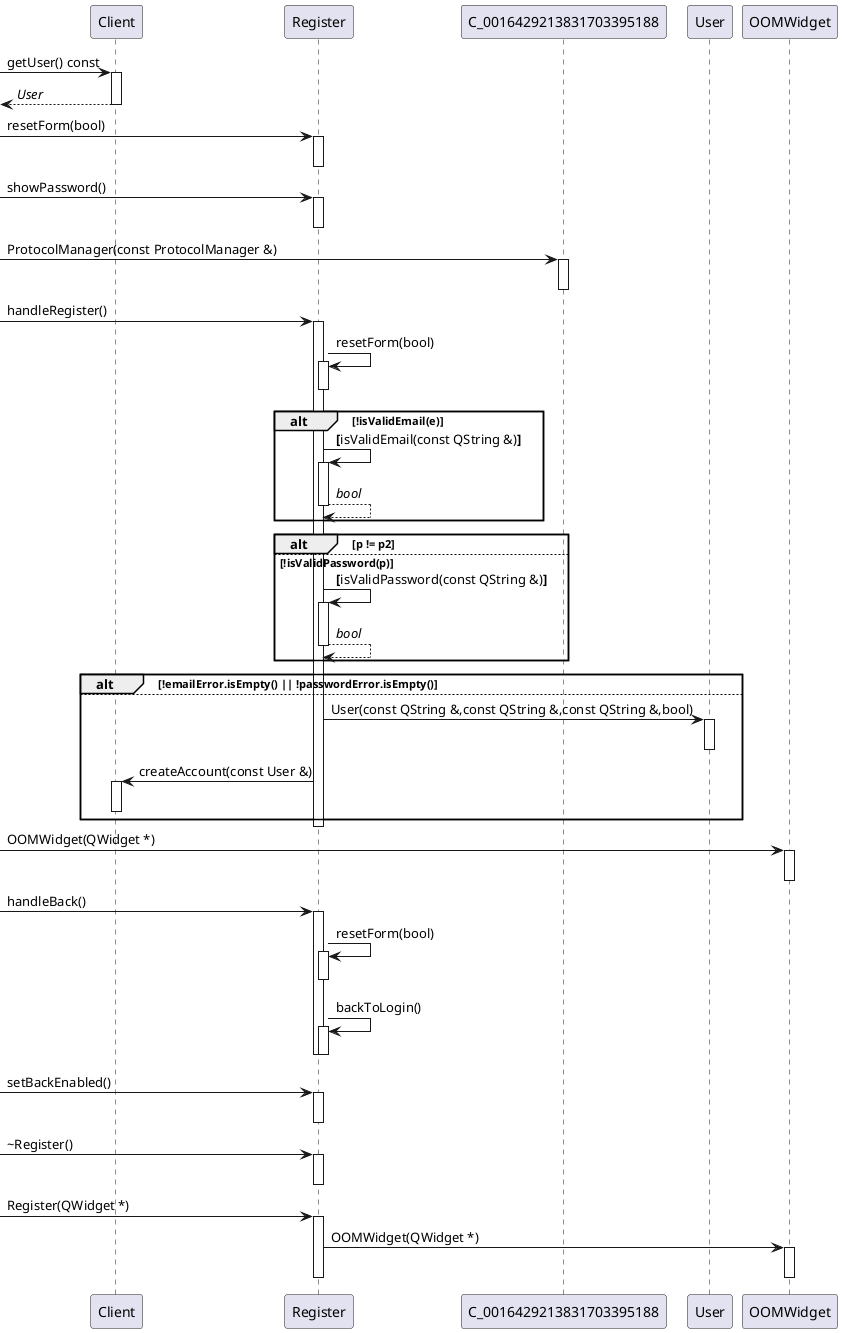 Client Register C_0016429213831703395188 User OOMWidget
getUser() const
User
resetForm(bool)
showPassword()
ProtocolManager(const ProtocolManager &)
handleRegister()
resetForm(bool)
alt [!isValidEmail(e)]
[isValidEmail(const QString &)]
bool
alt [p != p2]
[!isValidPassword(p)]
[isValidPassword(const QString &)]
bool
alt [!emailError.isEmpty() || !passwordError.isEmpty()]
User(const QString &,const QString &,const QString &,bool)
createAccount(const User &)
OOMWidget(QWidget *)
handleBack()
resetForm(bool)
backToLogin()
setBackEnabled()
~Register()
Register(QWidget *)
OOMWidget(QWidget *)
Client Register C_0016429213831703395188 User OOMWidget